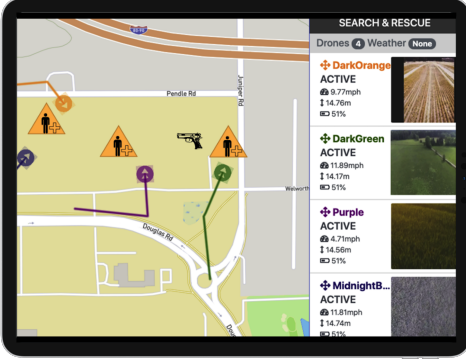 SEARCH & RESCUE
Drones 4 Weather None
DarkOrange
ACTIVE
9.77mph
14.76m
51%
DarkGreen
ACTIVE
11.89mph
14.17m
51%
Purple
ACTIVE
4.71mph
14.56m
51%
MidnightB...
ACTIVE
11.81mph
14.74m
51%
Pendle Rd
Juniper Rd
Walworth
Douglas Rd
Dou